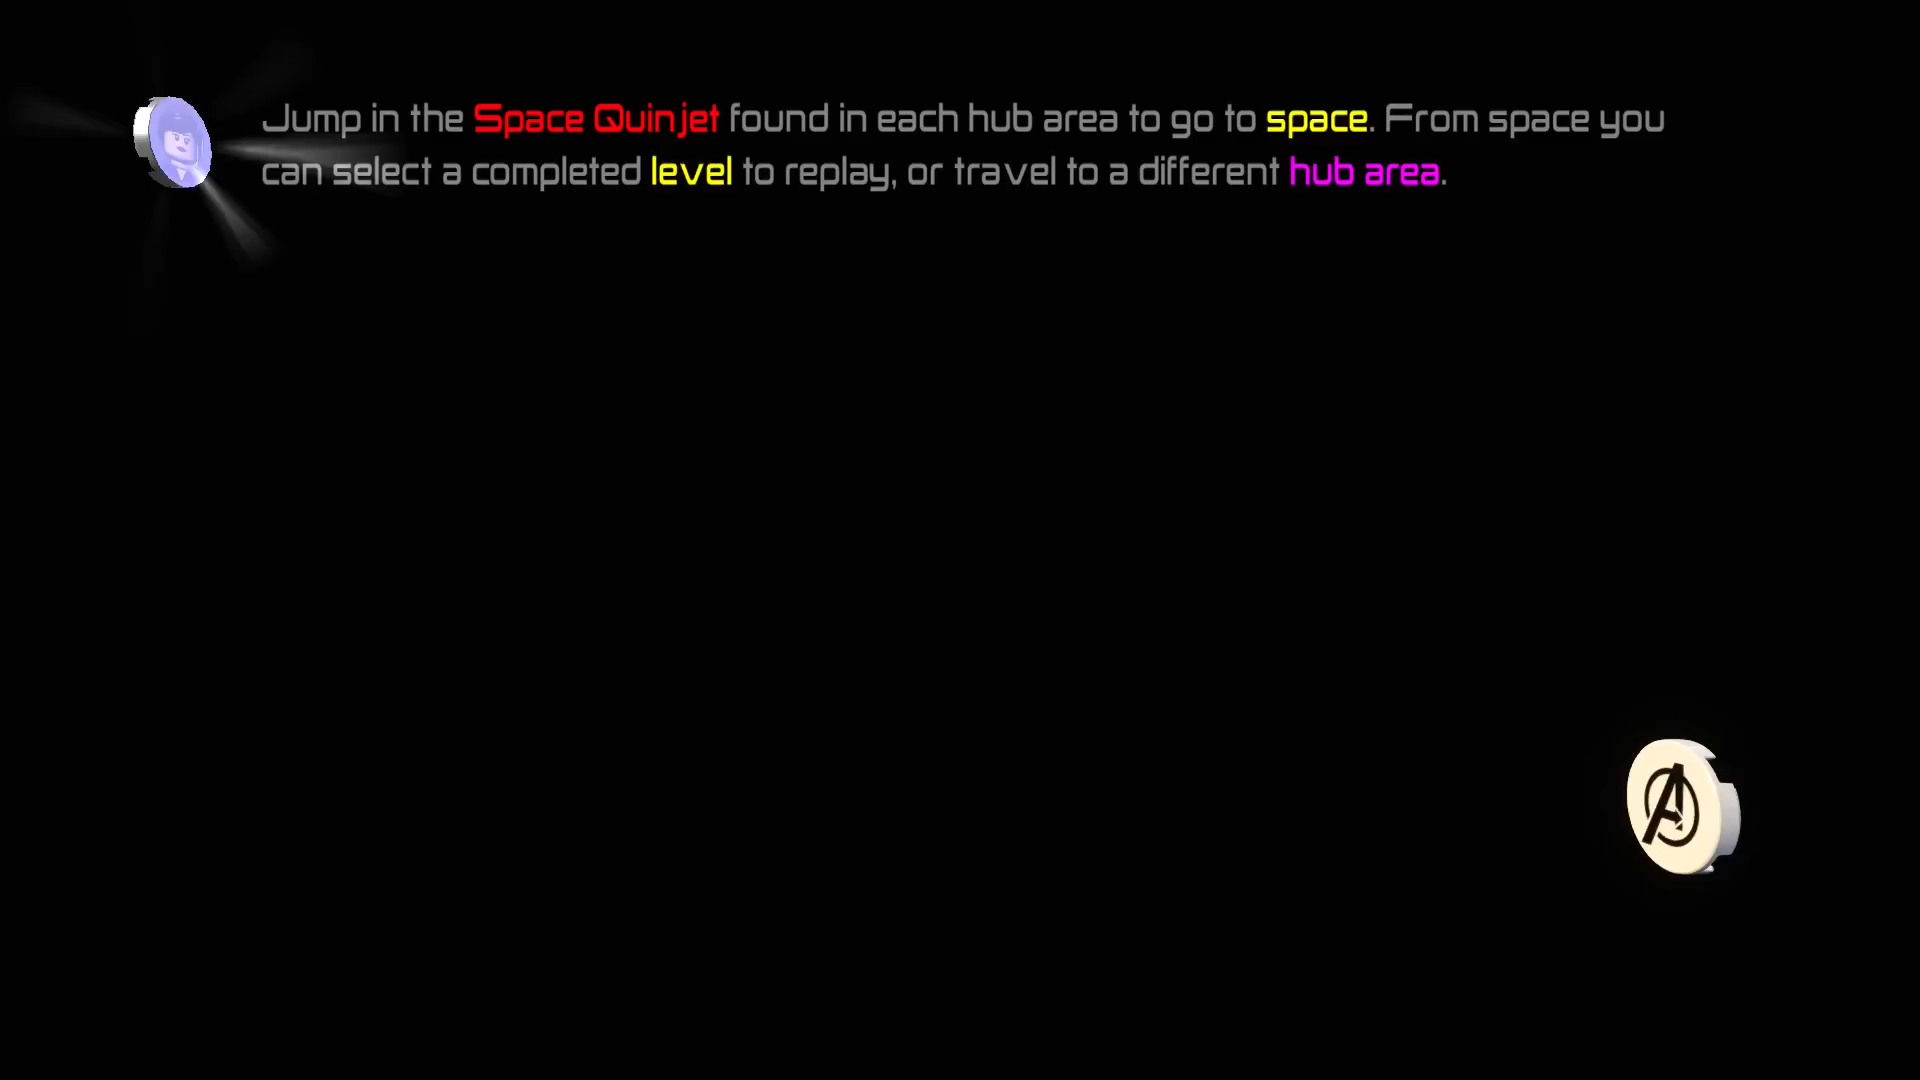 Jump in the Space Quinjet found in each hub area to go to space. From space you
can select a completed level to replay, or travel to a different hub area.